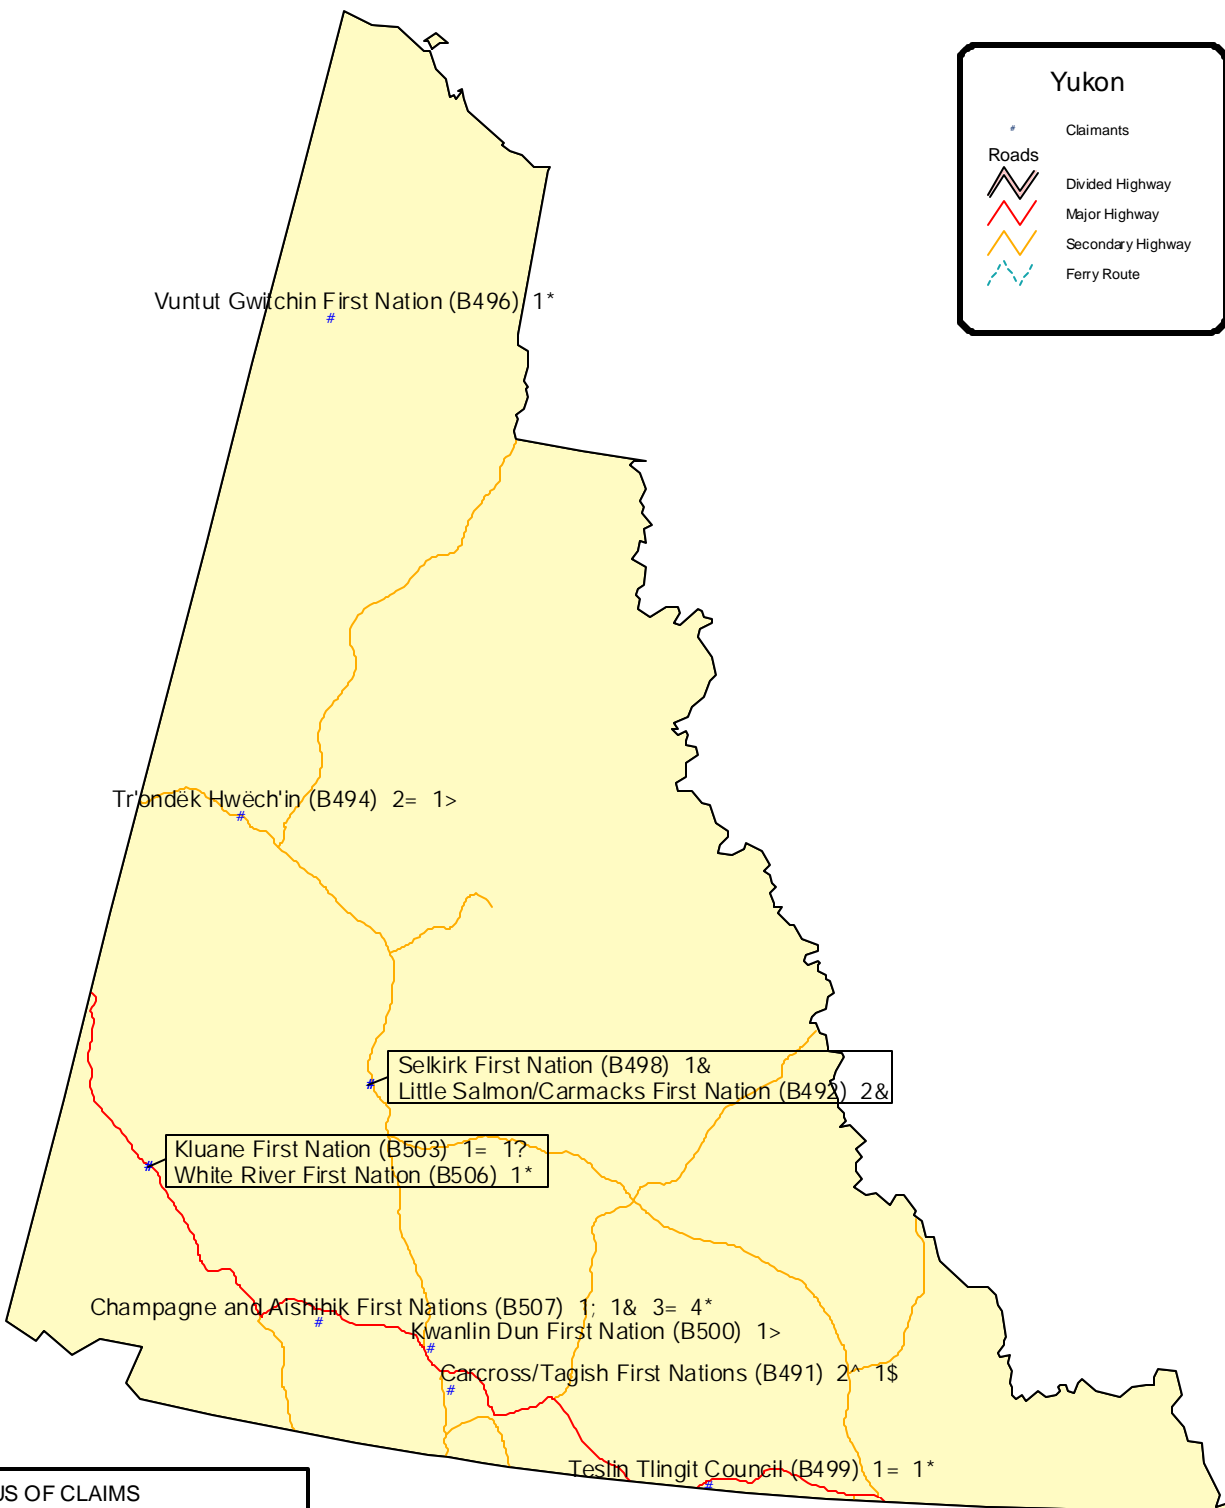 Yukon
# Claimants
Roads
Divided Highway
Major Highway
Secondary Highway
Ferry Route
Vuntut Gwitchin First Nation (B496) 1*
#
Tr'ondëk Hwëch'in (B494) 2= 1>
#
Selkirk First Nation (B498) 1&
# Little Salmon/Carmacks First Nation (B492) 2&
Kluane First Nation (B503) 1= 1?
# White River First Nation (B506) 1*
Champagne and Aishihik First Nations (B507) 1; 1& 3= 4*
#
Kwanlin Dun First Nation (B500) 1>
#
Carcross/Tagish First Nations (B491) 2^ 1$
#
Teslin Tlingit Council (B499) 1= 1*
#
OF CLAIMS